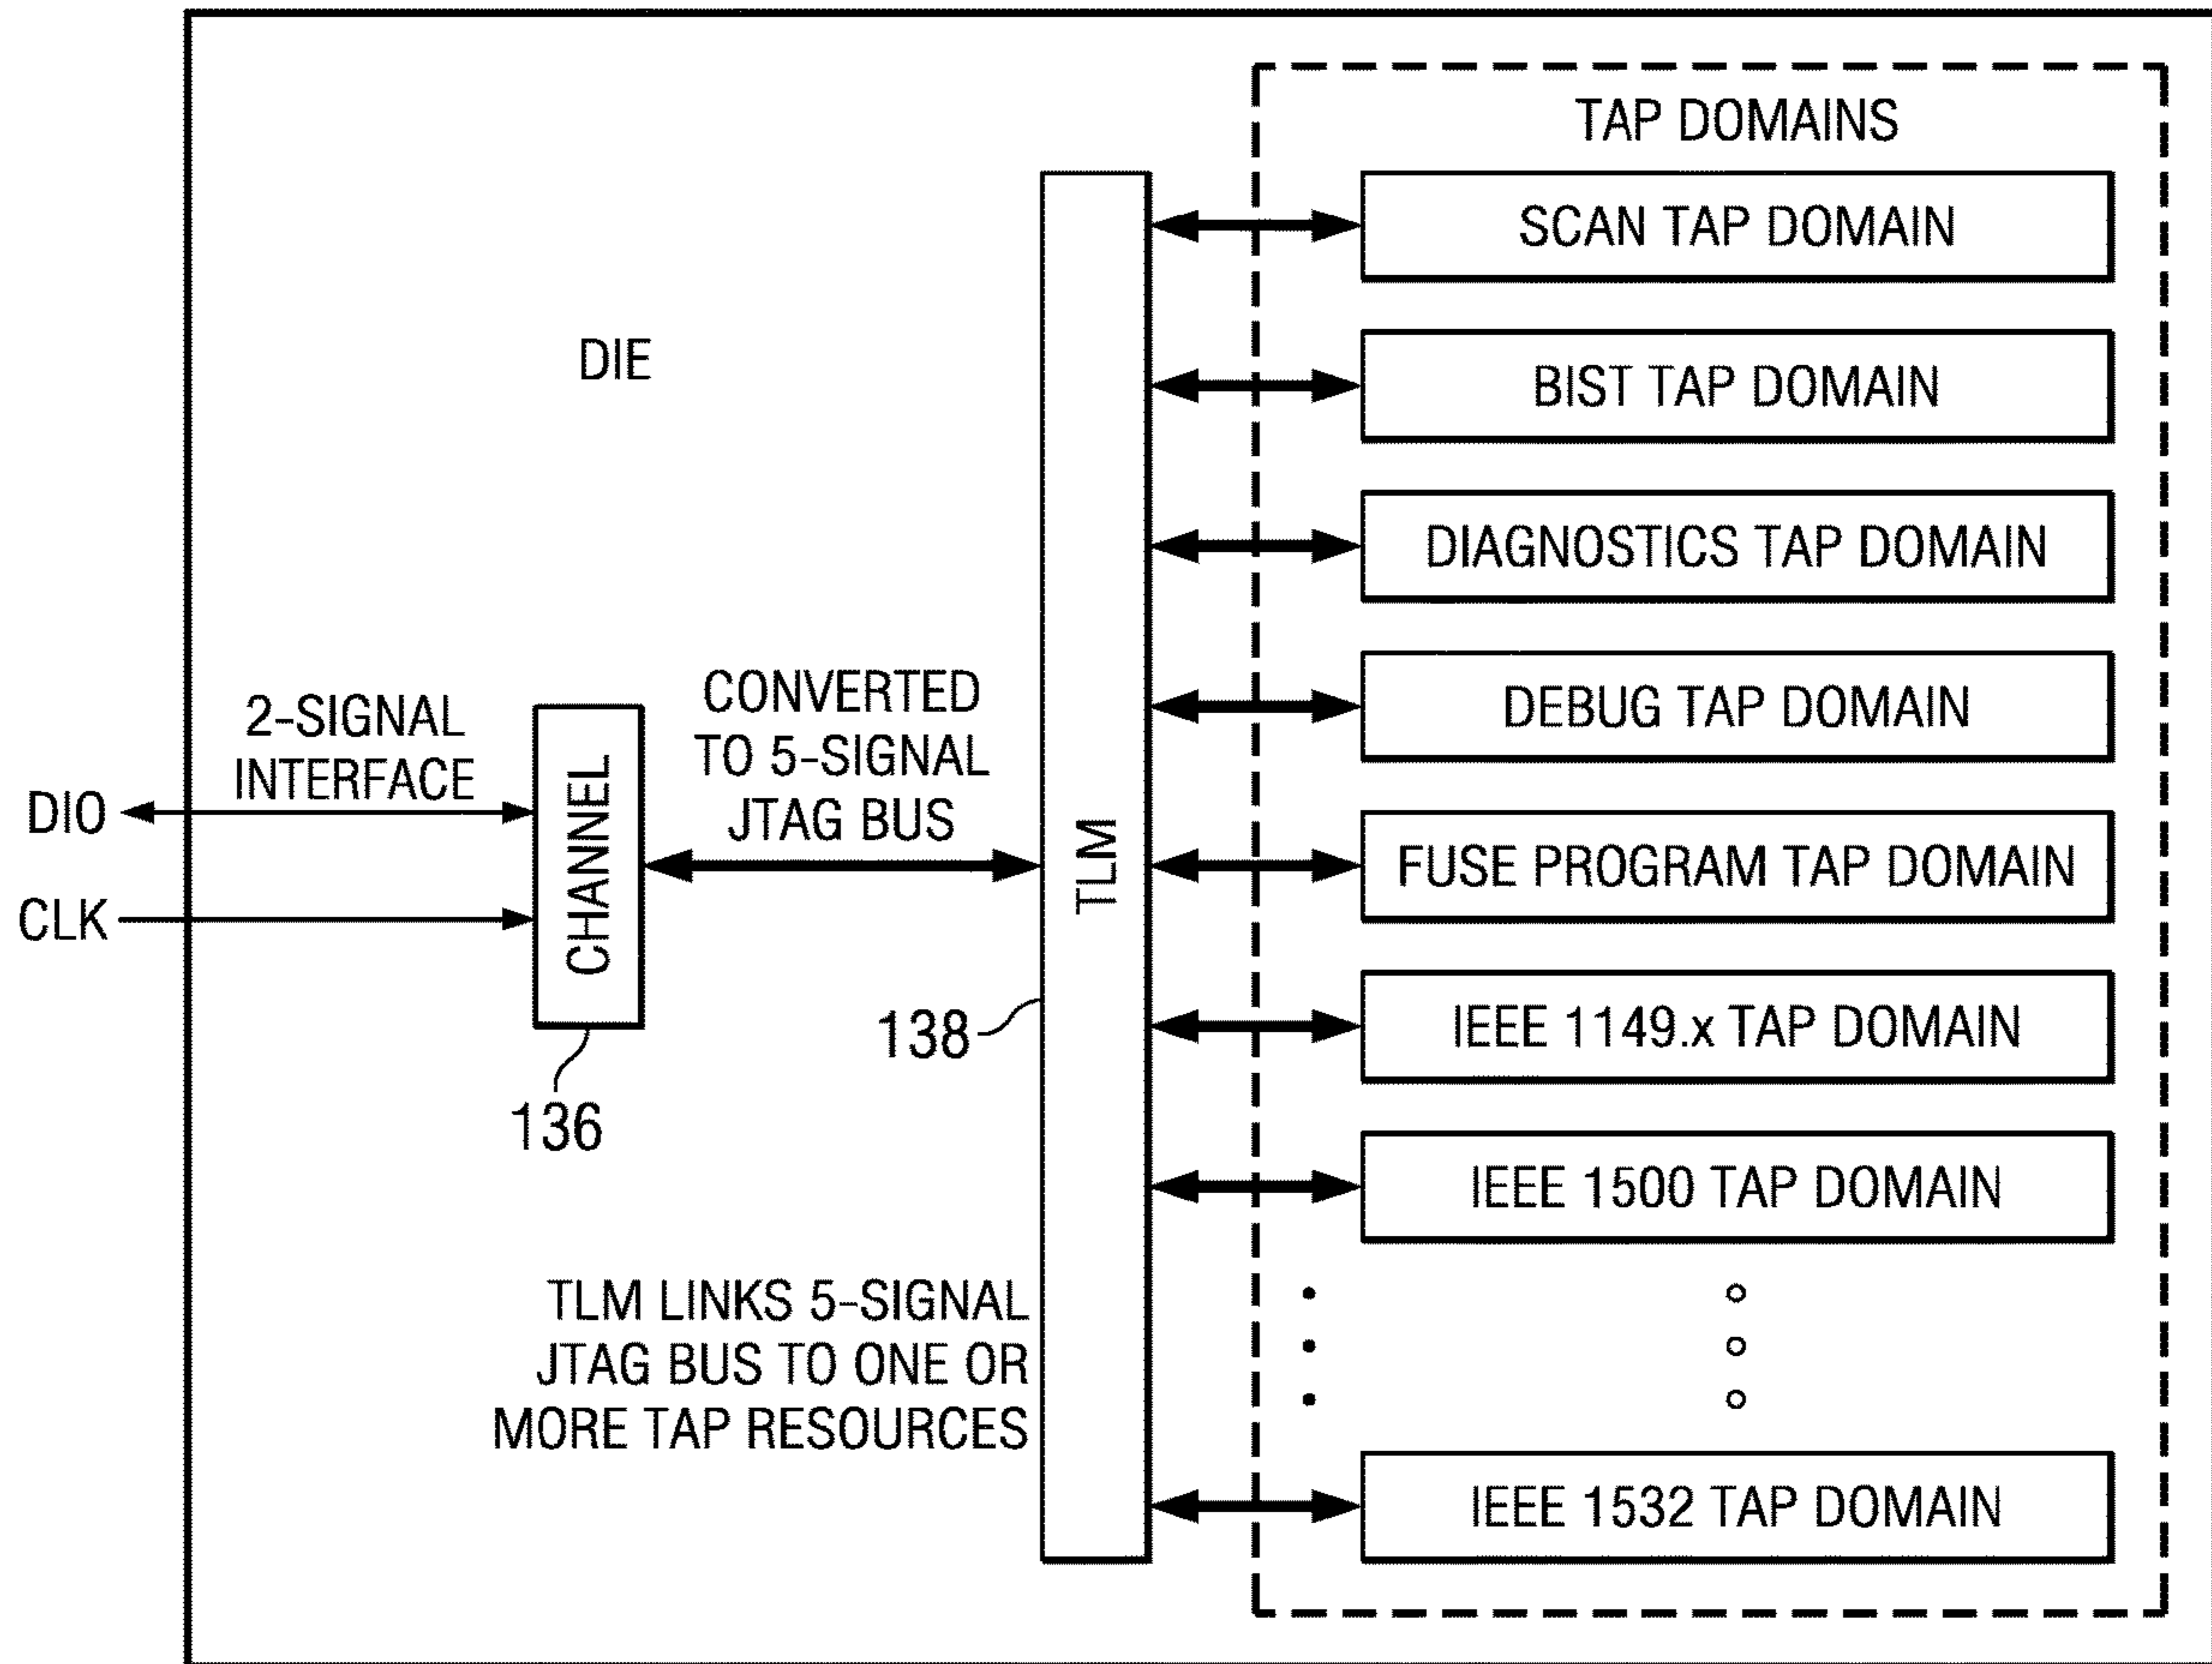 TAP DOMAINS
SCAN TAP DOMAIN
BIST TAP DOMAIN
DIAGNOSTICS TAP DOMAIN
DEBUG TAP DOMAIN
FUSE PROGRAM TAP DOMAIN
IEEE 1149.x TAP DOMAIN
IEEE 1500 TAP DOMAIN
IEEE 1532 TAP DOMAIN
DIE
2-SIGNAL
INTERFACE
DIO
CLK
CHANNEL
136
CONVERTED
TO 5-SIGNAL
JTAG BUS
TLM
138
TLM LINKS 5-SIGNAL
JTAG BUS TO ONE OR
MORE TAP RESOURCES